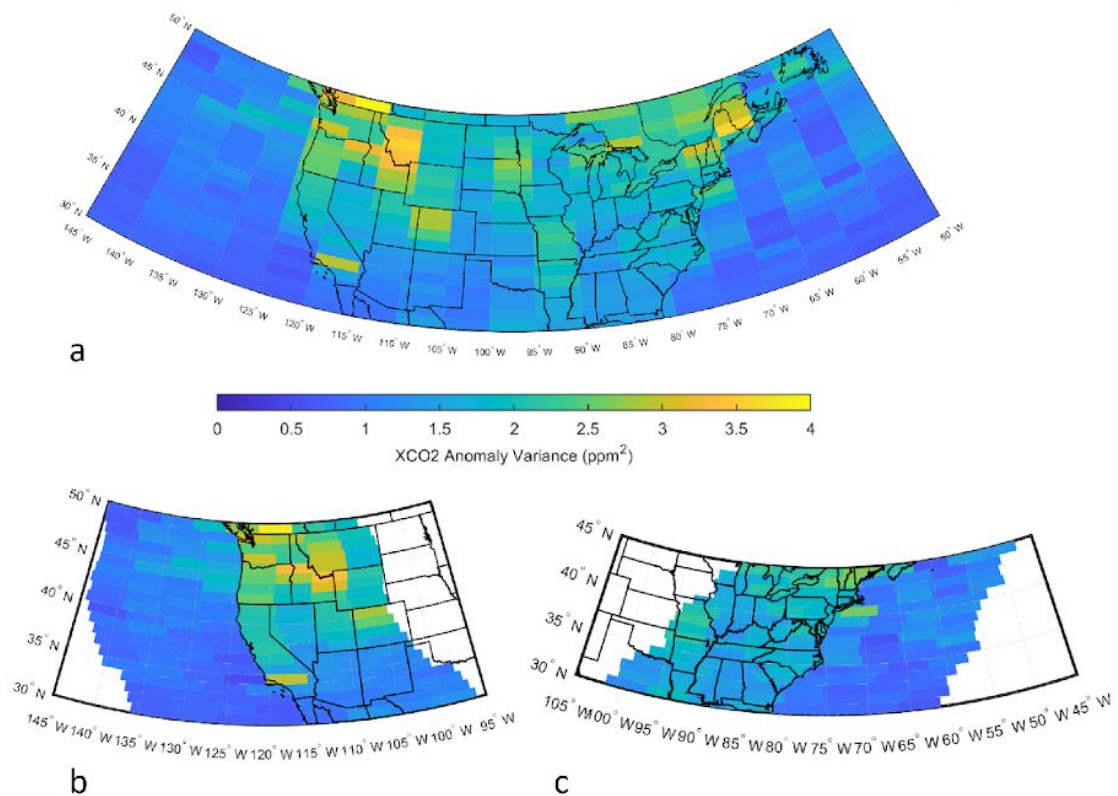 50° N
45° N
40° N
35° N
30° N
145° W
140° W
135° W
130° W
125° W
120° W
115° W
110° W
105° W
100° W
95° W
90° W
85° W
80° W
75° W
70° W
65° W
60° W
55° W
50° W
a
0 0.5 1 1.5 2 2.5 3 3.5 4
XCO2 Anomaly Variance (ppm²)
50° N
45° N
40° N
35° N
30° N
145° W 140° W 135° W 130° W 125° W 120° W 115° W 110° W 105° W 100° W 95° W
b
45° N
40° N
35° N
30° N
105° W 100° W 95° W 90° W 85° W 80° W 75° W 70° W 65° W 60° W 55° W 50° W 45° W
c